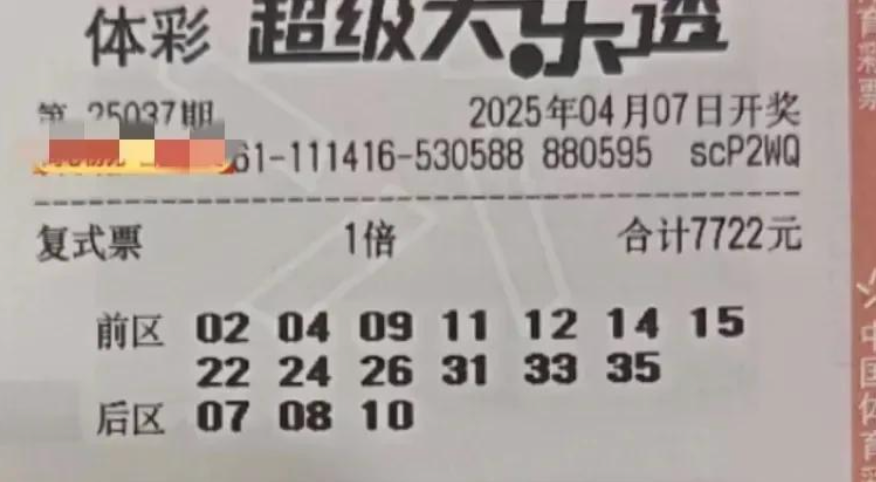 体彩 超级大乐透
第 25037期 2025年04月07日开奖
61-111416-530588 880595 scP2WQ
复式票 1倍 合计7722元
前区 02 04 09 11 12 14 15
22 24 26 31 33 35
后区 07 08 10
育彩票
中国体育彩